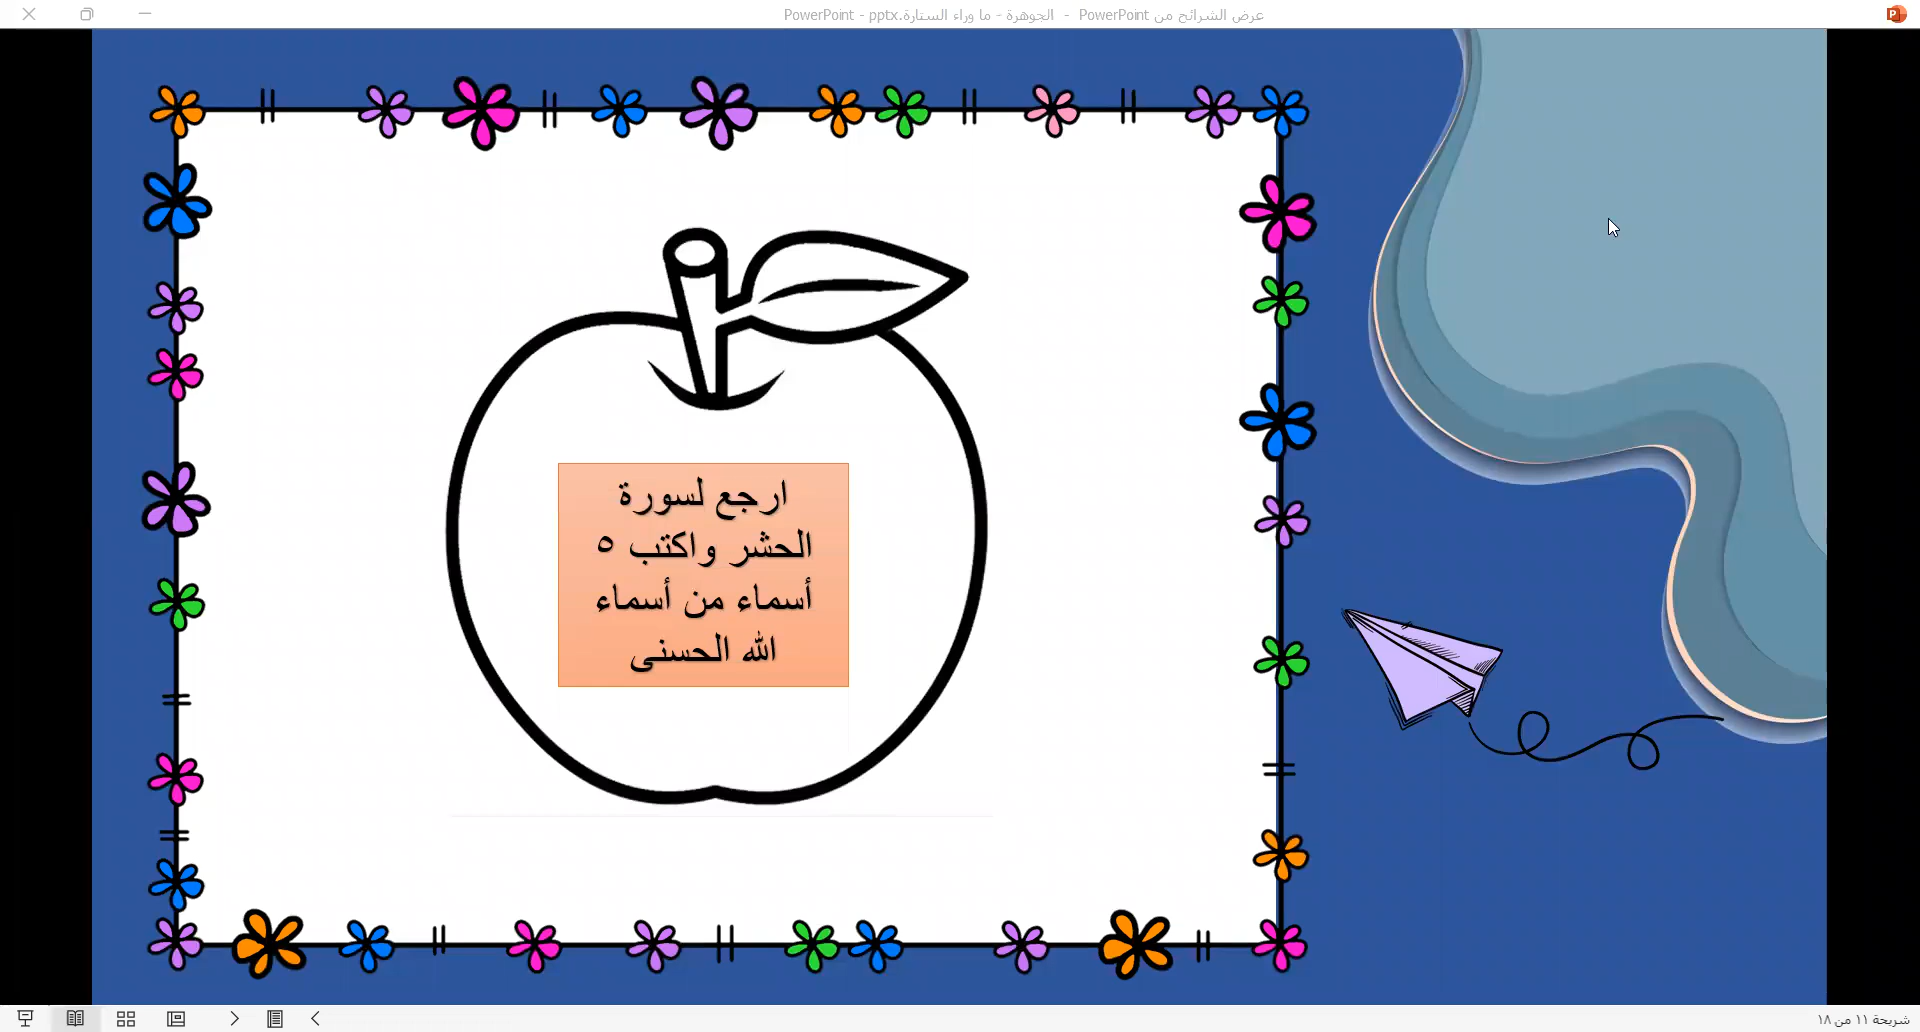 عرض الشرائح من PowerPoint - الجوهرة - ما وراء الستارة.pptx - PowerPoint
ارجع لسورة
الحشر واكتب ٥
أسماء من أسماء
الله الحسنى
شريحة ١١ من ١٨